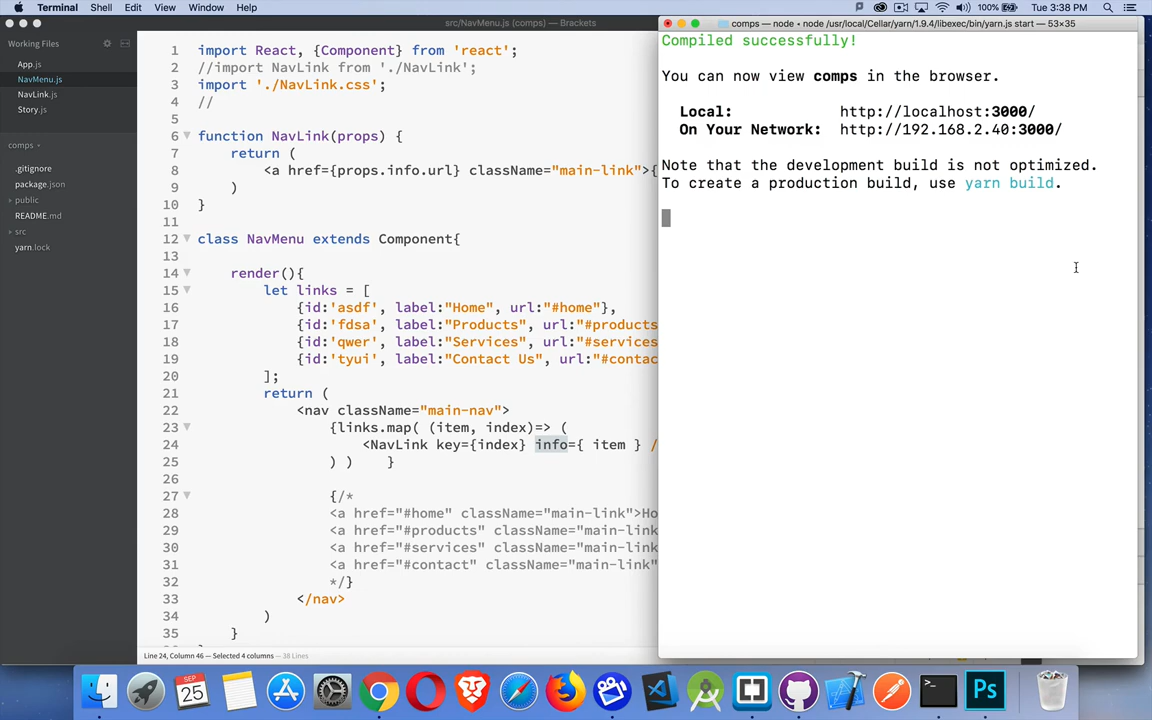 Terminal Shell Edit View Window Help
100% Tue 3:38 PM
src/NavMenu.js (comps) — Brackets
comps — node • node /usr/local/Cellar/yarn/1.9.4/libexec/bin/yarn.js start — 53×35
Working Files
App.js
NavMenu.js
NavLink.js
Story.js
comps
.gitignore
package.json
public
README.md
src
yarn.lock
1 import React, {Component} from 'react';
2 //import NavLink from './NavLink';
3 import './NavLink.css';
4 //
5
6 function NavLink(props) {
7 return (
8 <a href={props.info.url} className="main-link">{
9 )
10 }
11
12 class NavMenu extends Component{
13
14 render(){
15 let links = [
16 {id:'asdf', label:"Home", url:"#home"},
17 {id:'fdsa', label:"Products", url:"#products
18 {id:'qwer', label:"Services", url:"#services
19 {id:'tyui', label:"Contact Us", url:"#contac
20 ];
21 return (
22 <nav className="main-nav">
23 {links.map( (item, index)=> (
24 <NavLink key={index} info={ item } /
25 ) ) }
26
27 {/*
28 <a href="#home" className="main-link">Ho
29 <a href="#products" className="main-link
30 <a href="#services" className="main-link
31 <a href="#contact" className="main-link"
32 */}
33 </nav>
34 )
35 }
Line 24, Column 46 — Selected 4 columns — 38 Lines
Compiled successfully!
You can now view comps in the browser.
Local: http://localhost:3000/
On Your Network: http://192.168.2.40:3000/
Note that the development build is not optimized.
To create a production build, use yarn build.
SEP
25
>_
Ps